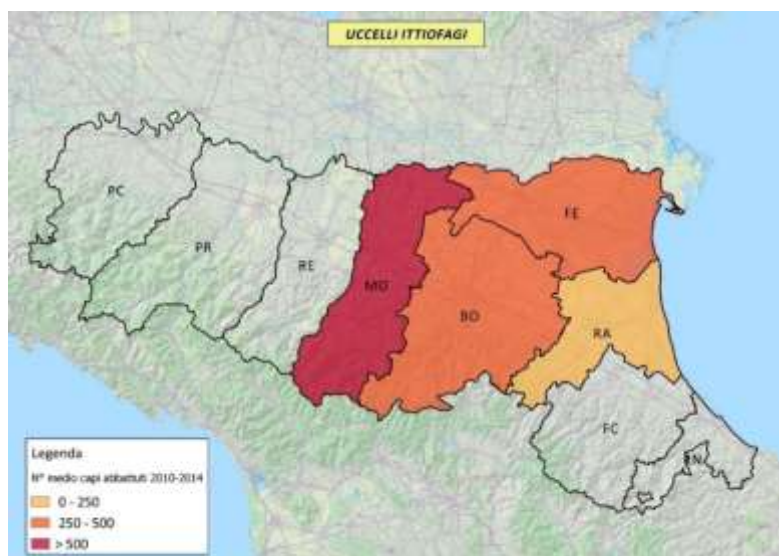 UCCELLI ITTIOFAGI
PC
PR
RE
MO
BO
FE
RA
FC
RN
Legenda
N° medio capi abbattuti 2010-2014
0 - 250
250 - 500
> 500